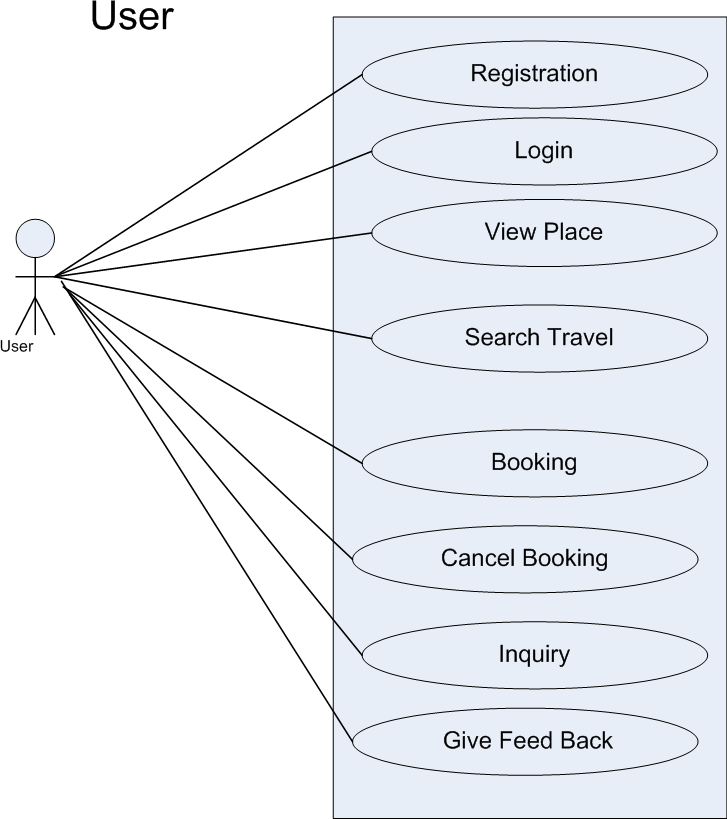 User
Registration
Login
View Place
Search Travel
User
Booking
Cancel Booking
Inquiry
Give Feed Back